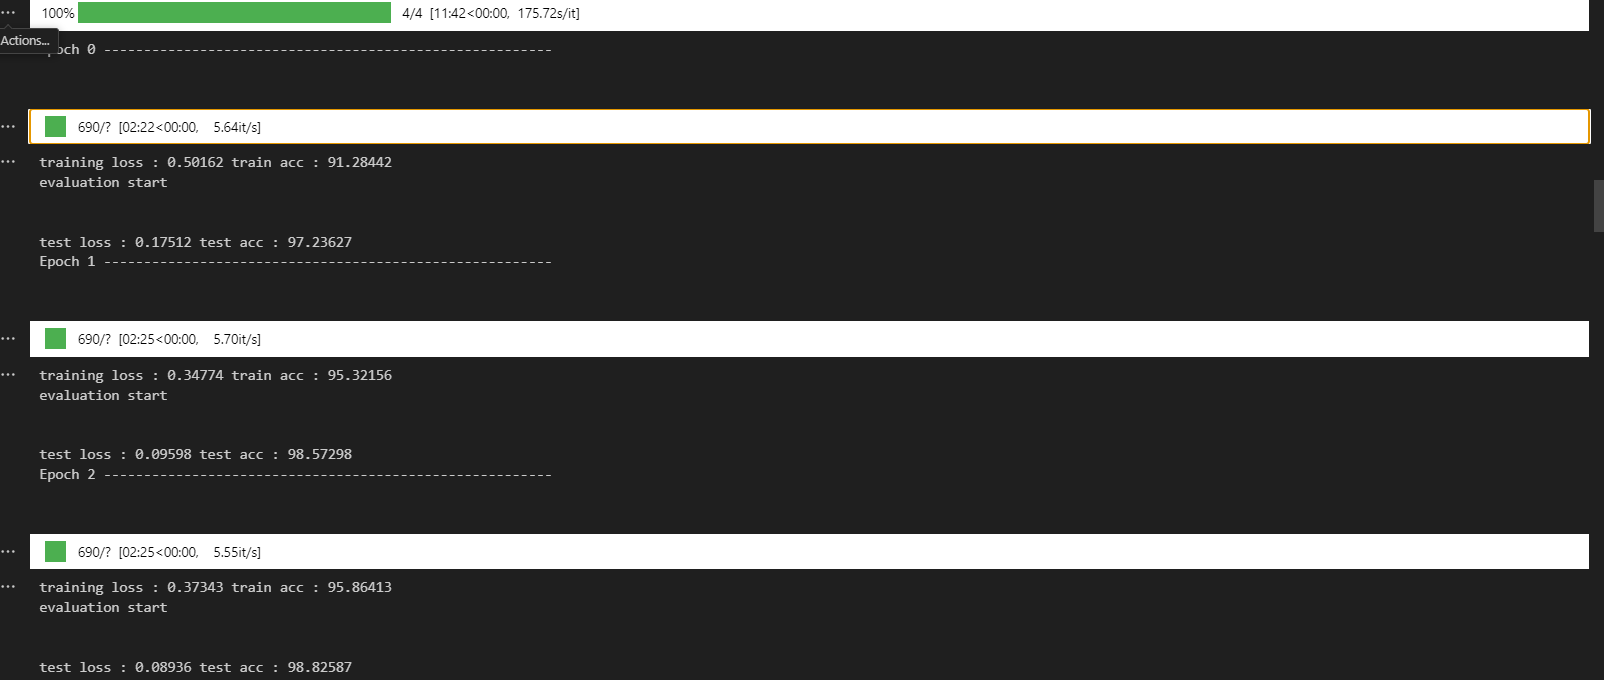 100% 4/4 [11:42<00:00, 175.72s/it]
Actions...
poch 0 --------------------------------------------------------
690/? [02:22<00:00, 5.64it/s]
training loss : 0.50162 train acc : 91.28442
evaluation start
test loss : 0.17512 test acc : 97.23627
Epoch 1 --------------------------------------------------------
690/? [02:25<00:00, 5.70it/s]
training loss : 0.34774 train acc : 95.32156
evaluation start
test loss : 0.09598 test acc : 98.57298
Epoch 2 --------------------------------------------------------
690/? [02:25<00:00, 5.55it/s]
training loss : 0.37343 train acc : 95.86413
evaluation start
test loss : 0.08936 test acc : 98.82587